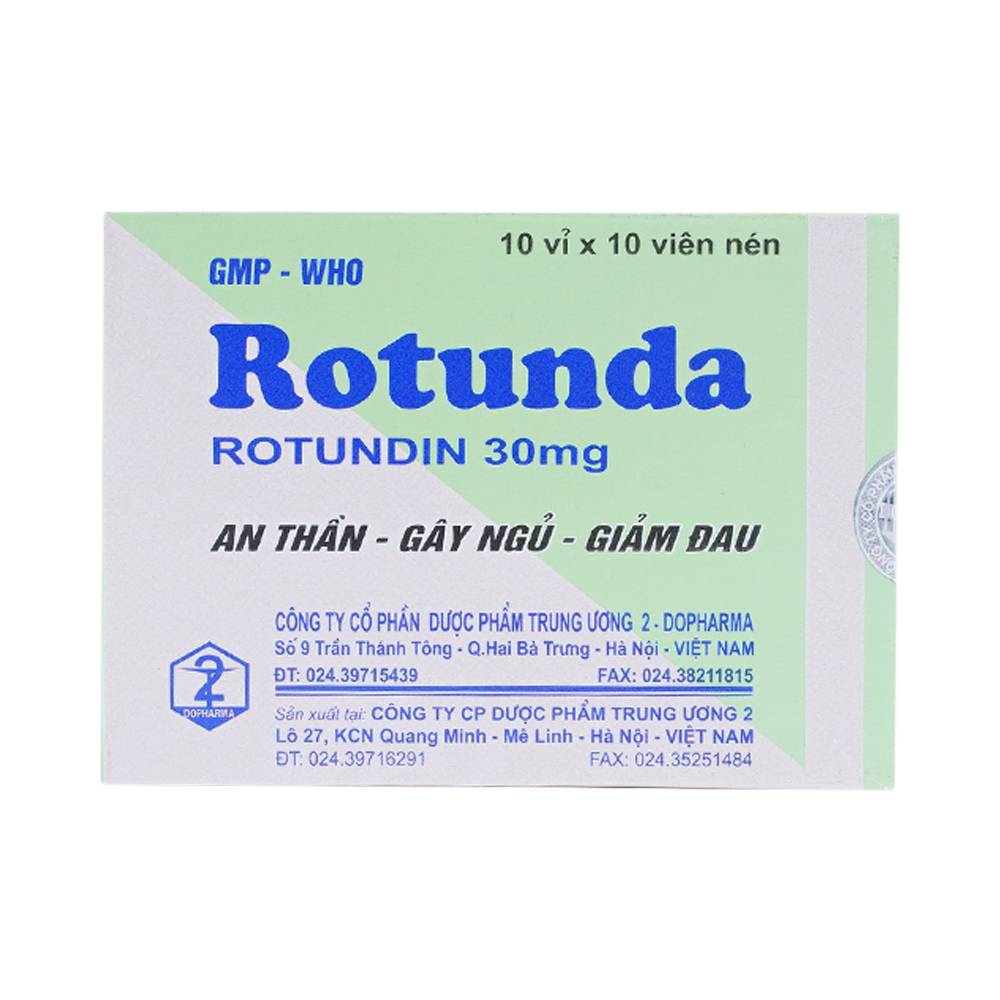 10 vỉ x 10 viên nén
GMP - WHO
Rotunda
ROTUNDIN 30mg
AN THẦN - GÂY NGỦ - GIẢM ĐAU
CÔNG TY CỔ PHẦN DƯỢC PHẨM TRUNG ƯƠNG 2 - DOPHARMA
Số 9 Trần Thánh Tông - Q.Hai Bà Trưng - Hà Nội - VIỆT NAM
ĐT: 024.39715439 FAX: 024.38211815
2
DOPHARMA
Sản xuất tại: CÔNG TY CP DƯỢC PHẨM TRUNG ƯƠNG 2
Lô 27, KCN Quang Minh - Mê Linh - Hà Nội - VIỆT NAM
ĐT: 024.39716291 FAX: 024.35251484